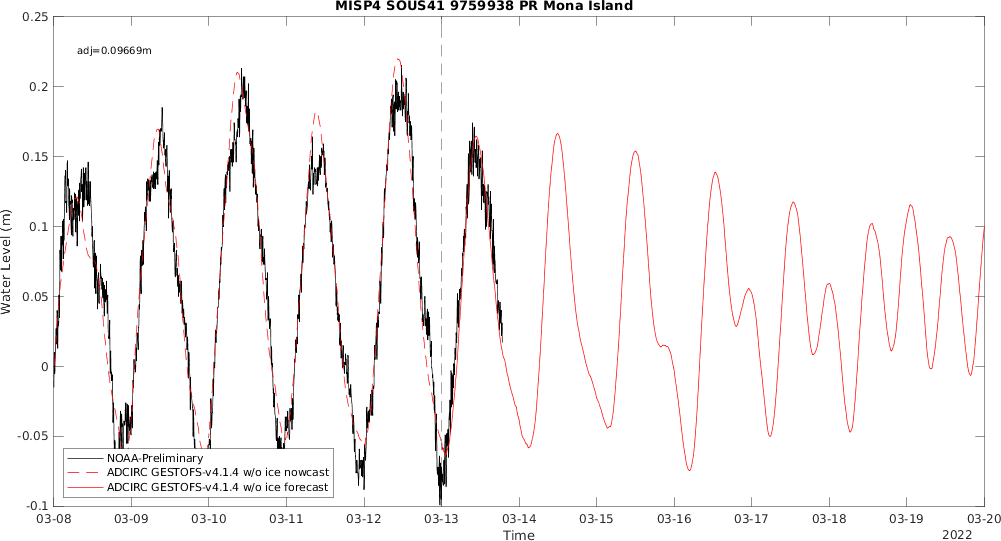 MISP4 SOUS41 9759938 PR Mona Island
adj=0.09669m
0.25
0.2
0.15
0.1
0.05
0
-0.05
-0.1
Water Level (m)
NOAA-Preliminary
ADCIRC GESTOFS-v4.1.4 w/o ice nowcast
ADCIRC GESTOFS-v4.1.4 w/o ice forecast
03-08 03-09 03-10 03-11 03-12 03-13 03-14 03-15 03-16 03-17 03-18 03-19 03-20
Time
2022